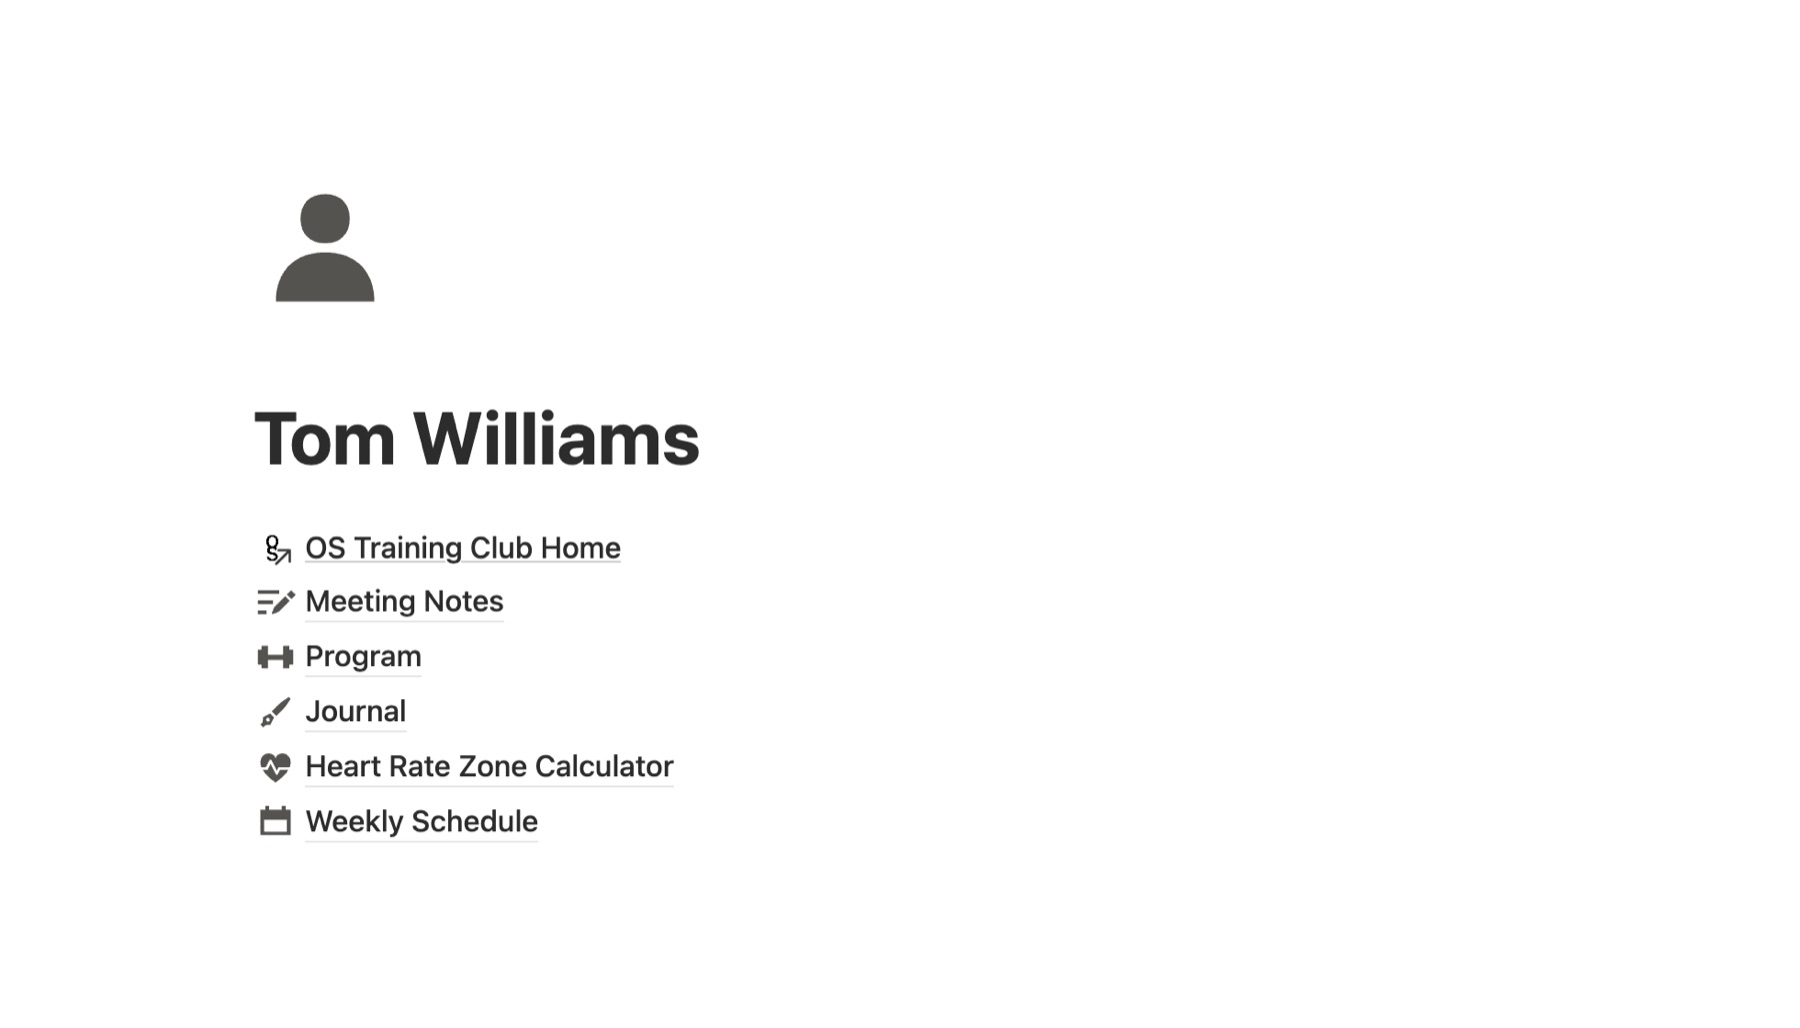 Tom Williams
OS Training Club Home
Meeting Notes
Program
Journal
Heart Rate Zone Calculator
Weekly Schedule